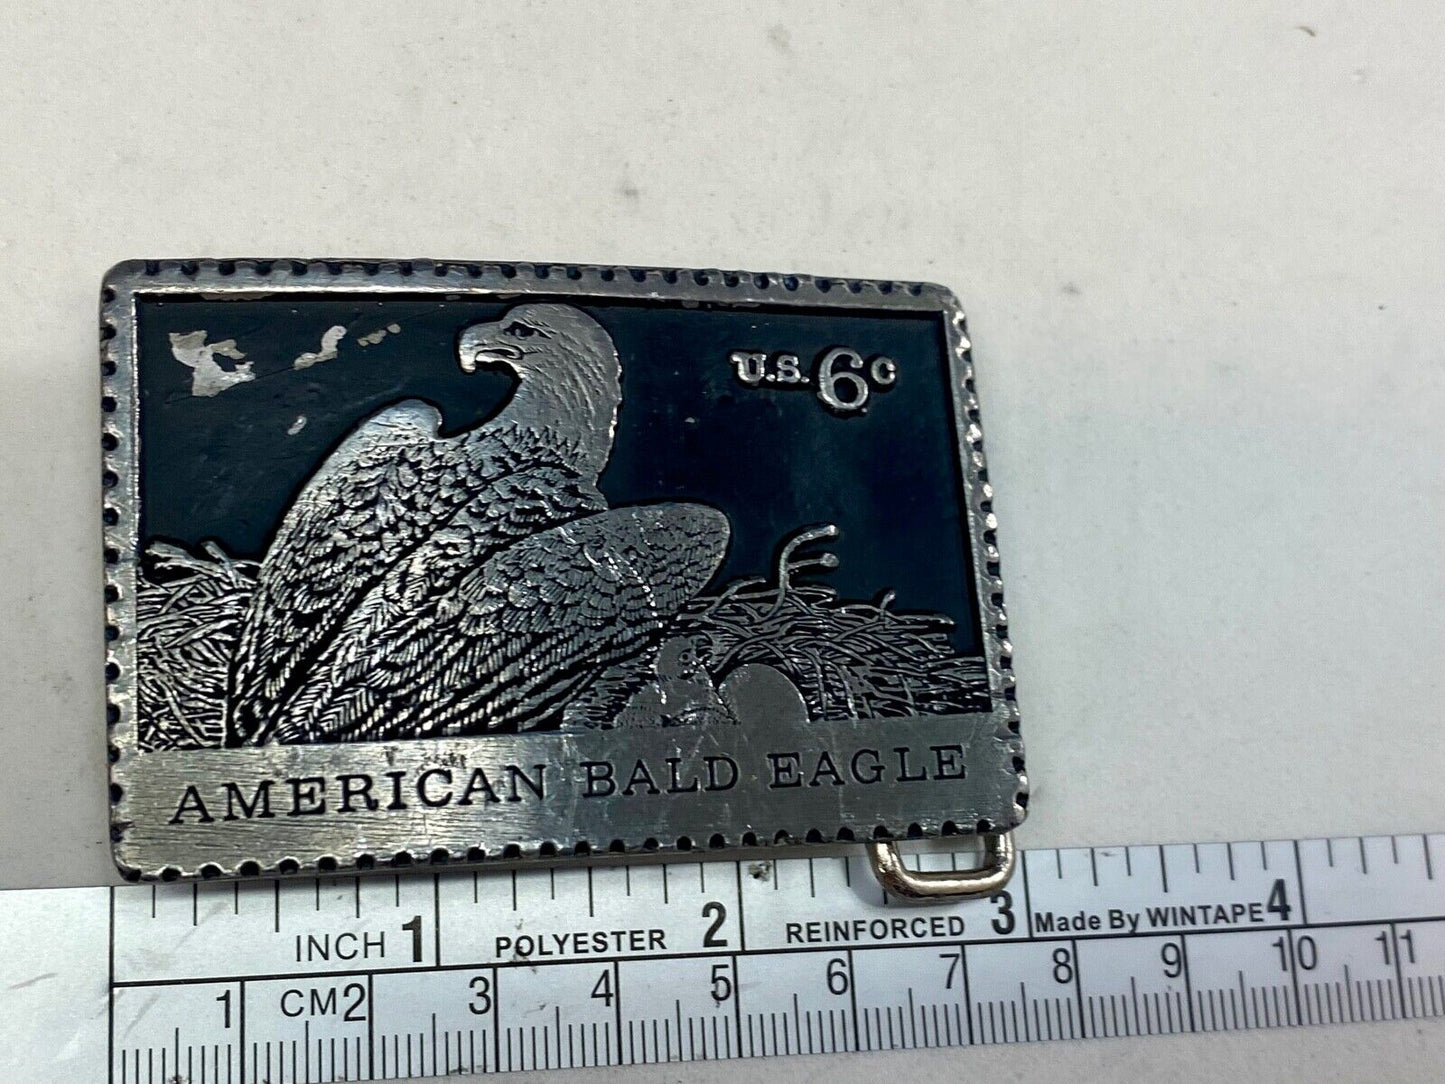 U.S. 6c
AMERICAN BALD EAGLE
INCH 1 POLYESTER 2 REINFORCED 3 Made By WINTAPE 4
1 CM 2 3 4 5 6 7 8 9 10 11